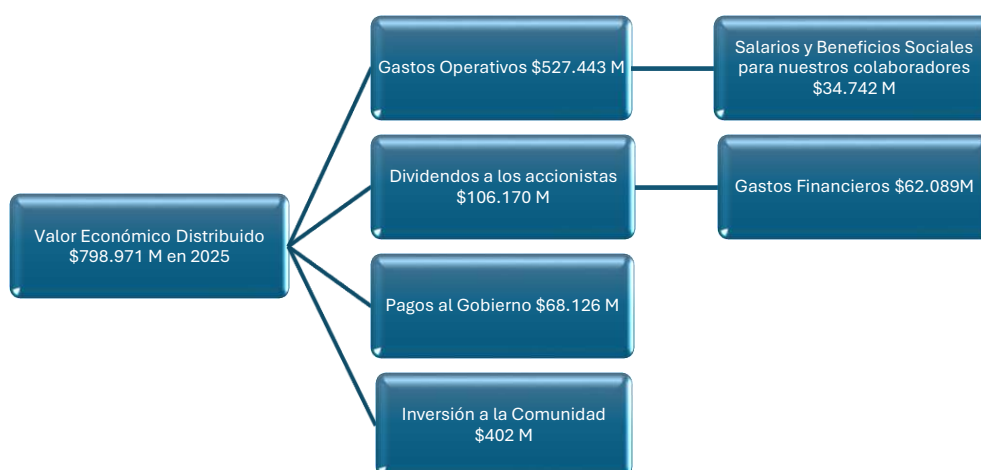 Gastos Operativos $527.443 M
Salarios y Beneficios Sociales
para nuestros colaboradores
$34.742 M
Dividendos a los accionistas
$106.170 M
Gastos Financieros $62.089M
Valor Económico Distribuido
$798.971 M en 2025
Pagos al Gobierno $68.126 M
Inversión a la Comunidad
$402 M